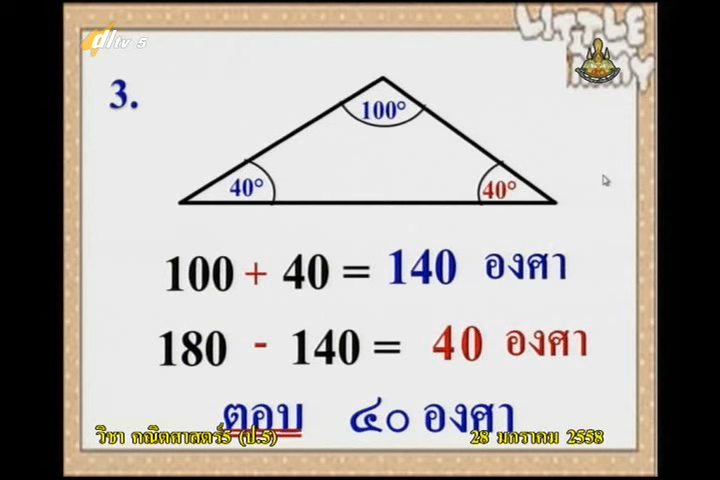 dltv 5
LITTLE
3.
100°
40°
40°
100 + 40 = 140 องศา
180 - 140 = 40 องศา
ตอบ ๔๐ องศา
วิชา คณิตศาสตร์5 (ป.5)
28 มกราคม 2558